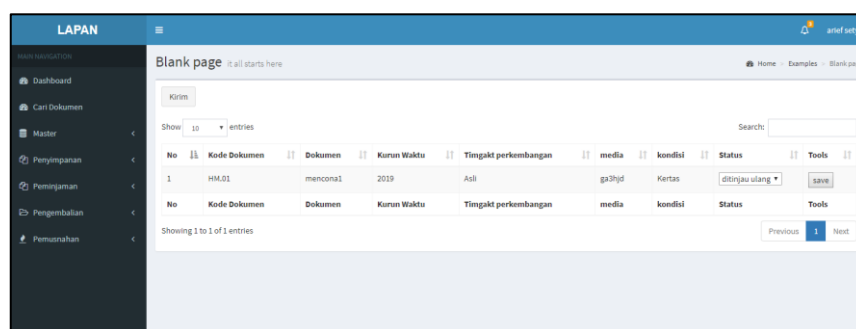 LAPAN
arief set
MAIN NAVIGATION
Dashboard
Cari Dokumen
Master
Penyimpanan
Peminjaman
Pengembalian
Pemusnahan
Blank page it all starts here
Home > Examples > Blank pa
Kirim
Show 10 entries Search:
No Kode Dokumen Dokumen Kurun Waktu Timgakt perkembangan media kondisi Status Tools
1 HM.01 mencona1 2019 Asli ga3hjd Kertas ditinjau ulang save
No Kode Dokumen Dokumen Kurun Waktu Timgakt perkembangan media kondisi Status Tools
Showing 1 to 1 of 1 entries Previous 1 Next